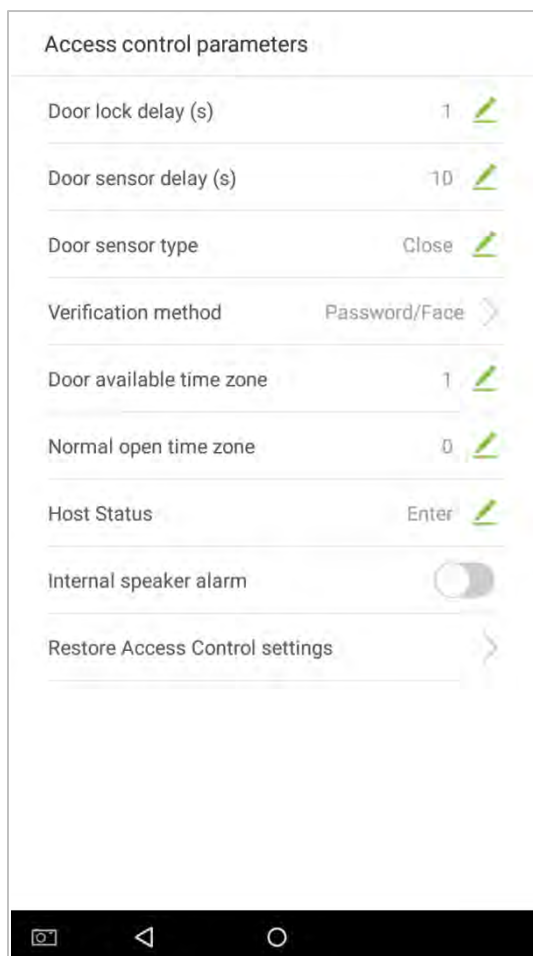 Access control parameters
Door lock delay (s) 1
Door sensor delay (s) 10
Door sensor type Close
Verification method Password/Face
Door available time zone 1
Normal open time zone 0
Host Status Enter
Internal speaker alarm
Restore Access Control settings